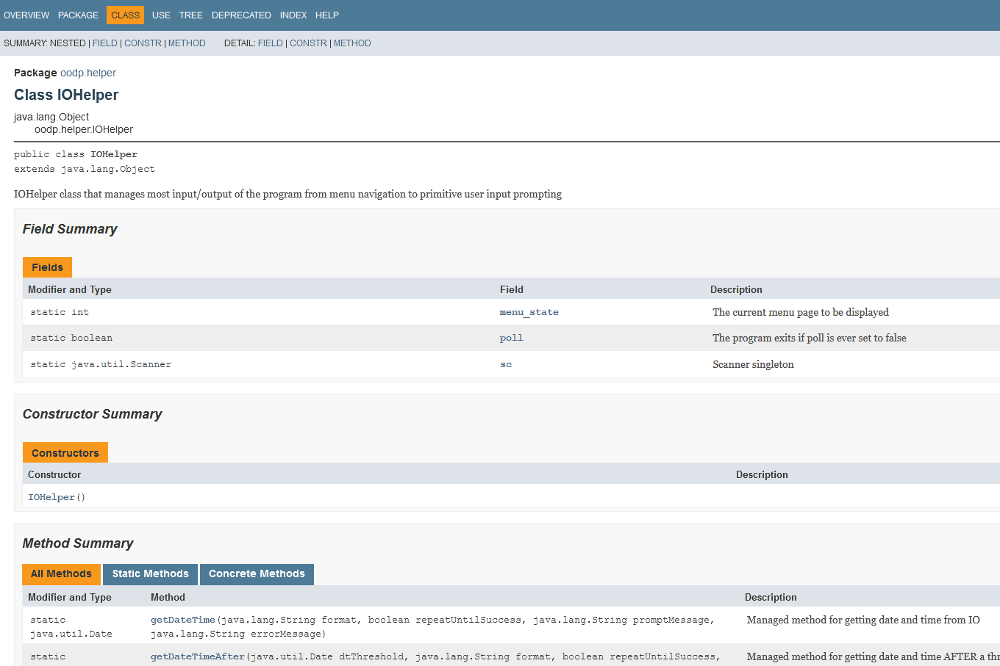 OVERVIEW PACKAGE CLASS USE TREE DEPRECATED INDEX HELP
SUMMARY: NESTED | FIELD | CONSTR | METHOD DETAIL: FIELD | CONSTR | METHOD
Package oodp.helper
Class IOHelper
java.lang.Object
oodp.helper.IOHelper
public class IOHelper
extends java.lang.Object
IOHelper class that manages most input/output of the program from menu navigation to primitive user input prompting
Field Summary
Fields
Modifier and Type Field Description
static int menu_state The current menu page to be displayed
static boolean poll The program exits if poll is ever set to false
static java.util.Scanner sc Scanner singleton
Constructor Summary
Constructors
Constructor Description
IOHelper()
Method Summary
All Methods Static Methods Concrete Methods
Modifier and Type Method Description
static getDateTime(java.lang.String format, boolean repeatUntilSuccess, java.lang.String promptMessage, Managed method for getting date and time from IO
java.util.Date java.lang.String errorMessage)
static getDateTimeAfter(java.util.Date dtThreshold, java.lang.String format, boolean repeatUntilSuccess, Managed method for getting date and time AFTER a